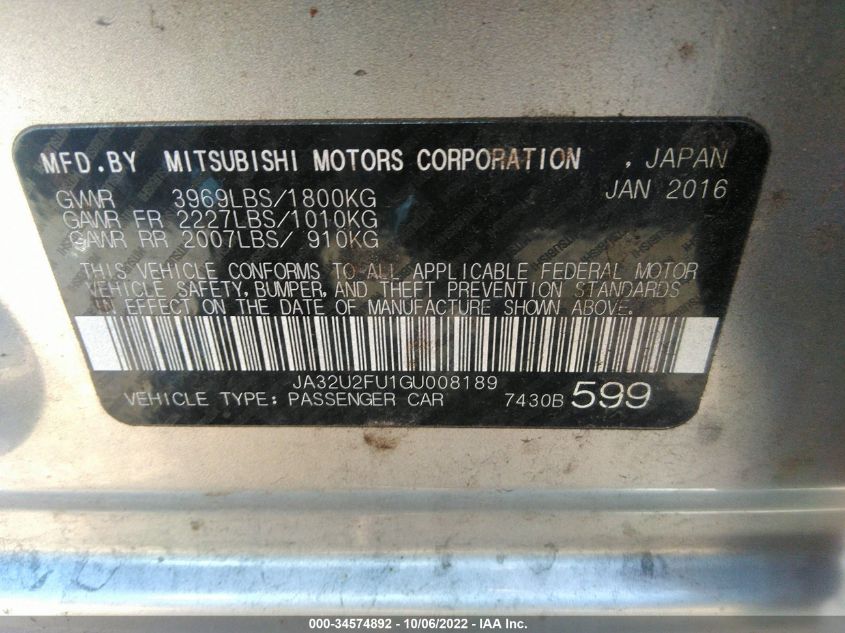 MFD.BY MITSUBISHI MOTORS CORPORATION , JAPAN
JAN 2016
GVWR 3969LBS/1800KG
GAWR FR 2227LBS/1010KG
GAWR RR 2007LBS/ 910KG
THIS VEHICLE CONFORMS TO ALL APPLICABLE FEDERAL MOTOR
VEHICLE SAFETY, BUMPER, AND THEFT PREVENTION STANDARDS
IN EFFECT ON THE DATE OF MANUFACTURE SHOWN ABOVE.
JA32U2FU1GU008189
VEHICLE TYPE: PASSENGER CAR 7430B 599
000-34574892 - 10/06/2022 - IAA Inc.